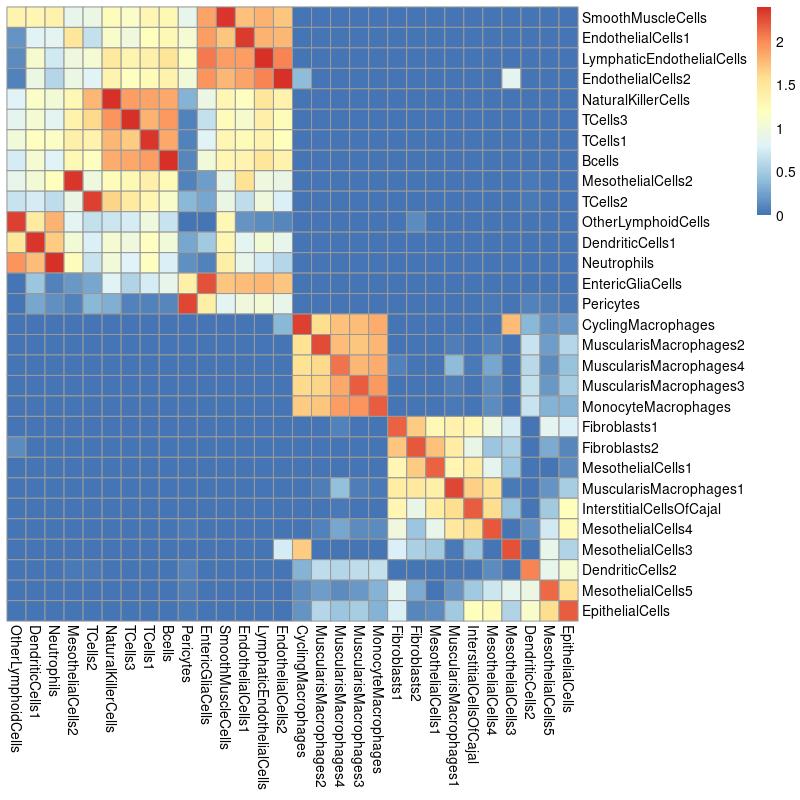 SmoothMuscleCells
EndothelialCells1
LymphaticEndothelialCells
EndothelialCells2
NaturalKillerCells
TCells3
TCells1
Bcells
MesothelialCells2
TCells2
OtherLymphoidCells
DendriticCells1
Neutrophils
EntericGliaCells
Pericytes
CyclingMacrophages
MuscularisMacrophages2
MuscularisMacrophages4
MuscularisMacrophages3
MonocyteMacrophages
Fibroblasts1
Fibroblasts2
MesothelialCells1
MuscularisMacrophages1
InterstitialCellsOfCajal
MesothelialCells4
MesothelialCells3
DendriticCells2
MesothelialCells5
EpithelialCells
2
1.5
1
0.5
0
OtherLymphoidCells
DendriticCells1
Neutrophils
MesothelialCells2
TCells2
NaturalKillerCells
TCells3
TCells1
Bcells
Pericytes
EntericGliaCells
SmoothMuscleCells
EndothelialCells1
LymphaticEndothelialCells
EndothelialCells2
CyclingMacrophages
MuscularisMacrophages2
MuscularisMacrophages4
MuscularisMacrophages3
MonocyteMacrophages
Fibroblasts1
Fibroblasts2
MesothelialCells1
MuscularisMacrophages1
InterstitialCellsOfCajal
MesothelialCells4
MesothelialCells3
DendriticCells2
MesothelialCells5
EpithelialCells